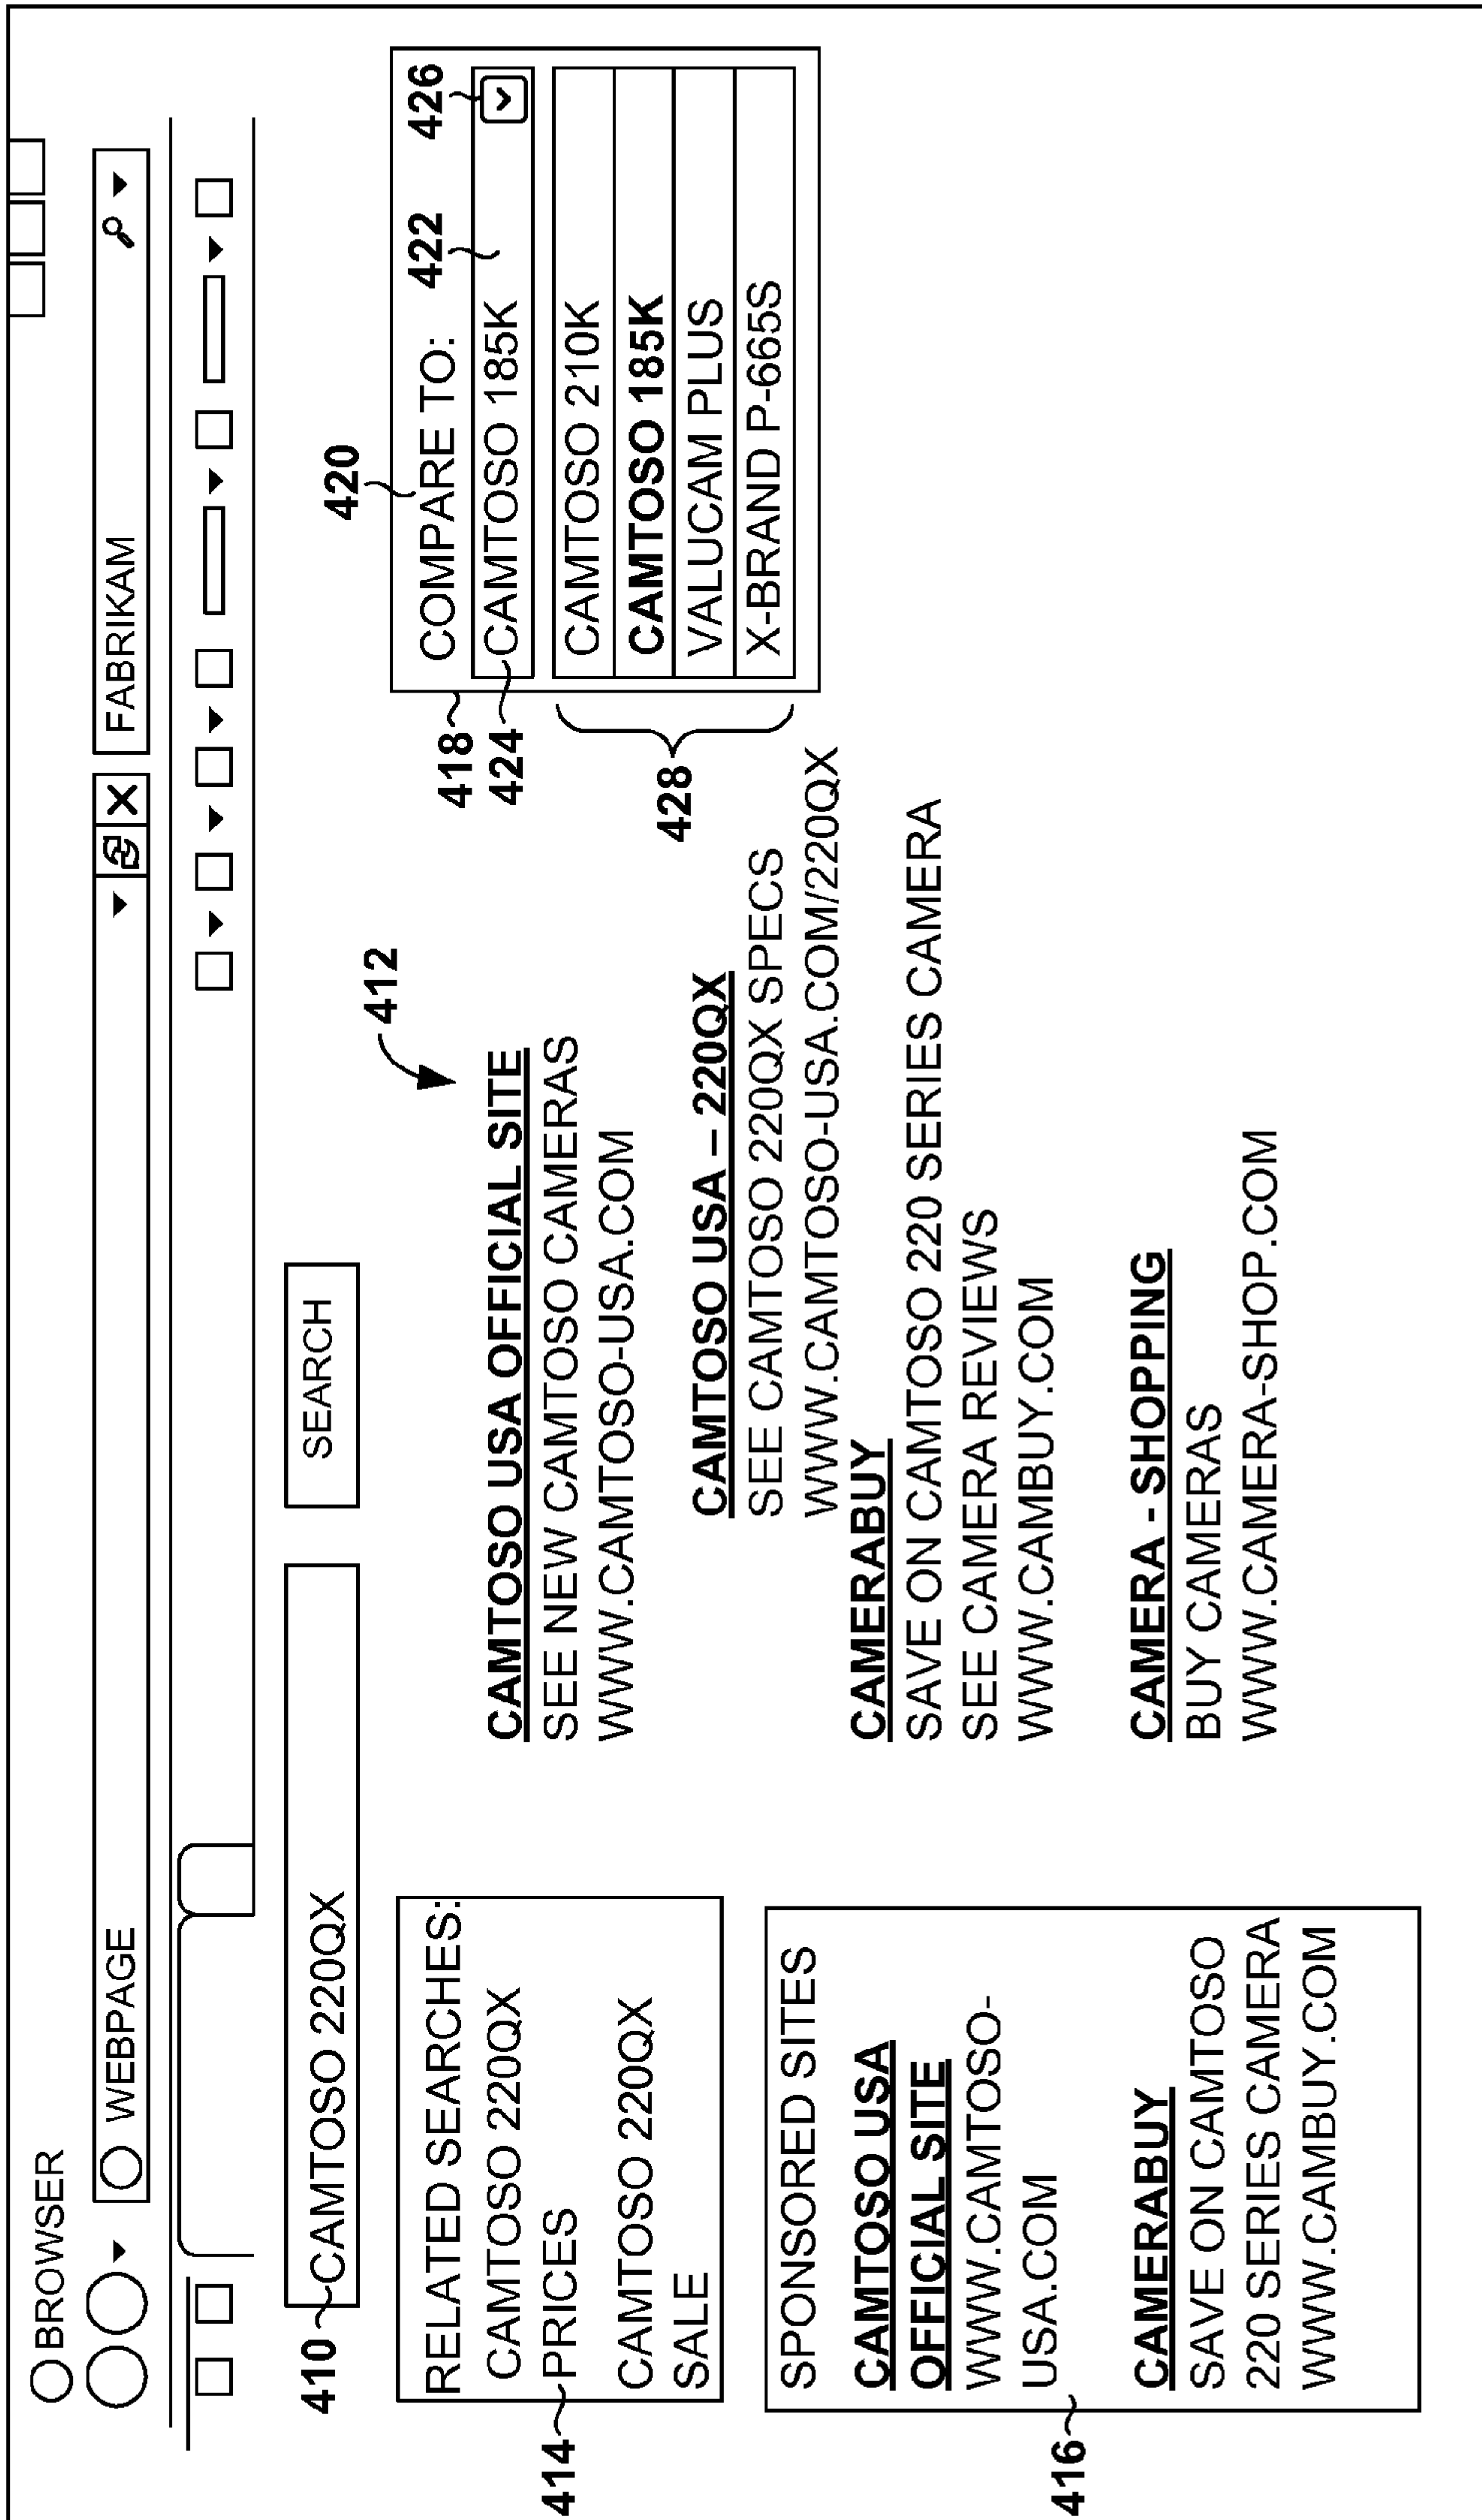 BROWSER
WEBPAGE
FABRIKAM
410
CAMTOSO 220QX
SEARCH
414
RELATED SEARCHES:
CAMTOSO 220QX
PRICES
CAMTOSO 220QX
SALE
416
SPONSORED SITES
CAMTOSO USA
OFFICIAL SITE
WWW.CAMTOSO-
USA.COM
CAMERABUY
SAVE ON CAMTOSO
220 SERIES CAMERA
WWW.CAMBUY.COM
412
CAMTOSO USA OFFICIAL SITE
SEE NEW CAMTOSO CAMERAS
WWW.CAMTOSO-USA.COM
CAMTOSO USA – 220QX
SEE CAMTOSO 220QX SPECS
WWW.CAMTOSO-USA.COM/220QX
CAMERABUY
SAVE ON CAMTOSO 220 SERIES CAMERA
SEE CAMERA REVIEWS
WWW.CAMBUY.COM
CAMERA - SHOPPING
BUY CAMERAS
WWW.CAMERA-SHOP.COM
420
422
426
418
COMPARE TO:
424
CAMTOSO 185K
428
CAMTOSO 210K
CAMTOSO 185K
VALUCAM PLUS
X-BRAND P-665S